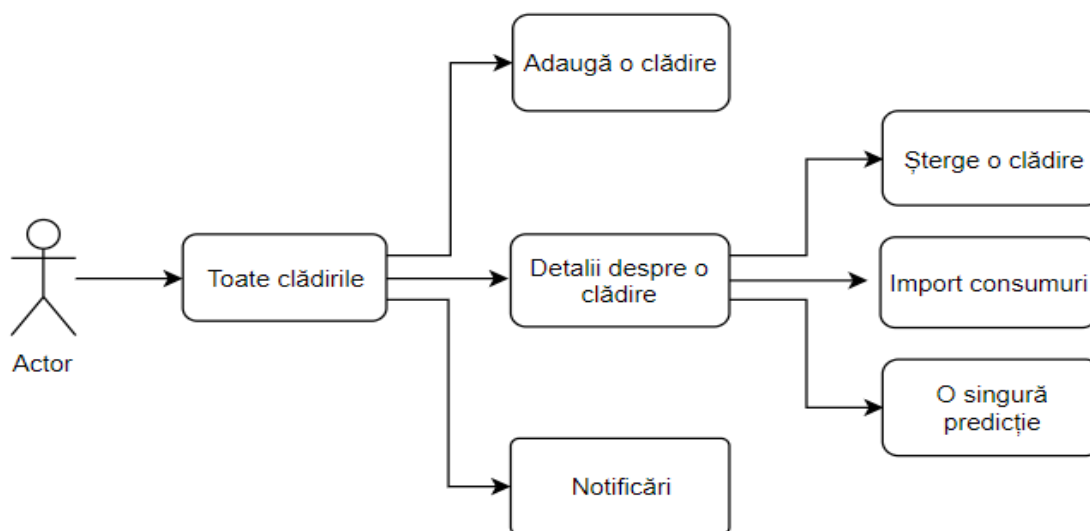 Adaugă o clădire
Șterge o clădire
Toate clădirile
Detalii despre o
clădire
Import consumuri
Actor
O singură
predicție
Notificări